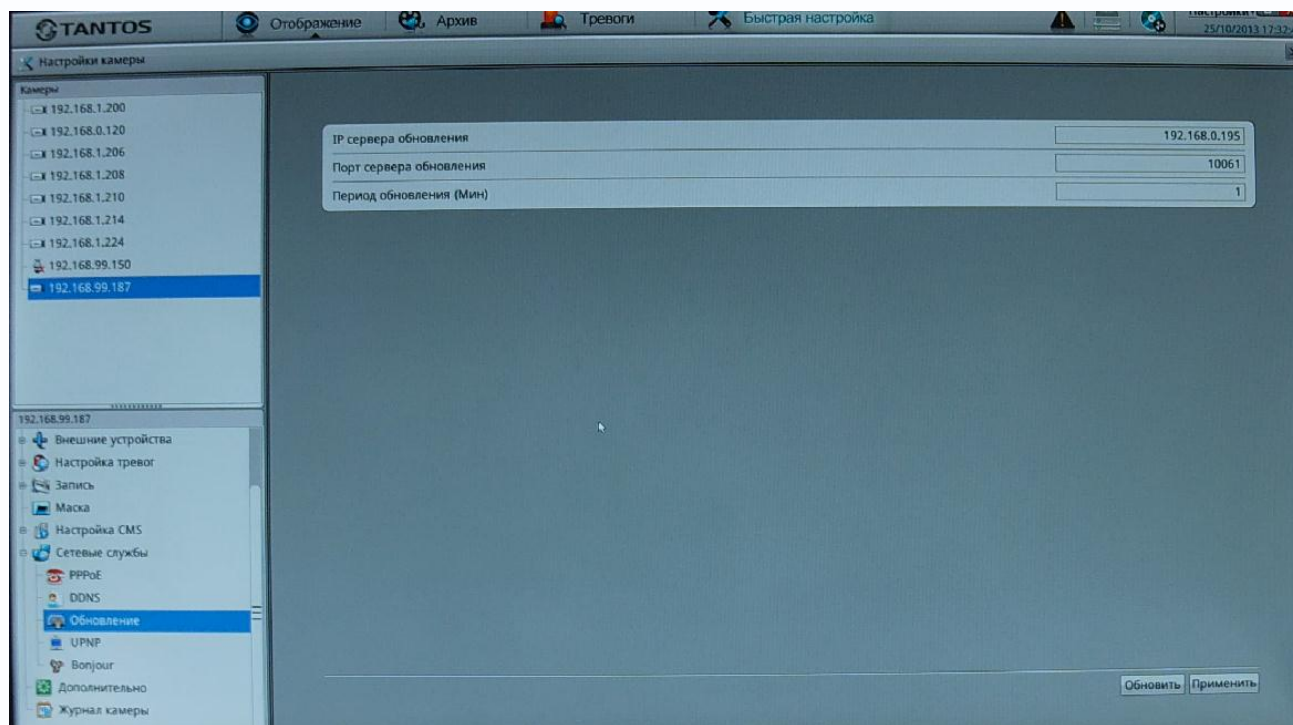 TANTOS
Отображение
Архив
Тревоги
Быстрая настройка
25/10/2013 17:32:
Настройки камеры
Камеры
192.168.1.200
192.168.0.120
192.168.1.206
192.168.1.208
192.168.1.210
192.168.1.214
192.168.1.224
192.168.99.150
192.168.99.187
IP сервера обновления 192.168.0.195
Порт сервера обновления 10061
Период обновления (Мин) 1
192.168.99.187
Внешние устройства
Настройка тревог
Запись
Маска
Настройка CMS
Сетевые службы
PPPoE
DDNS
Обновление
UPNP
Bonjour
Дополнительно
Журнал камеры
Обновить Применить